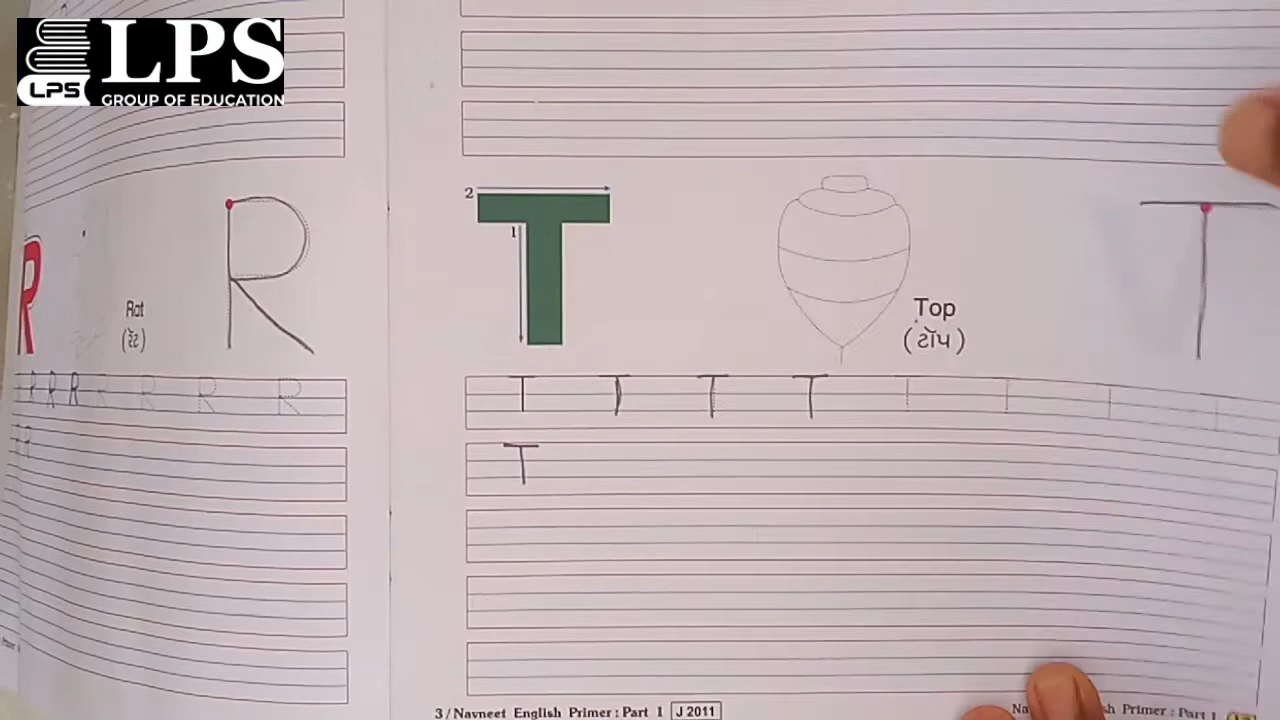 LPS
LPS
GROUP OF EDUCATION
R
R
Rat
(રૅટ)
R R R R R R R
R
2
1
T
T
Top
(ટૉપ)
T T T T
T
3 / Navneet English Primer : Part 1 J 2011
Primer : Part 1